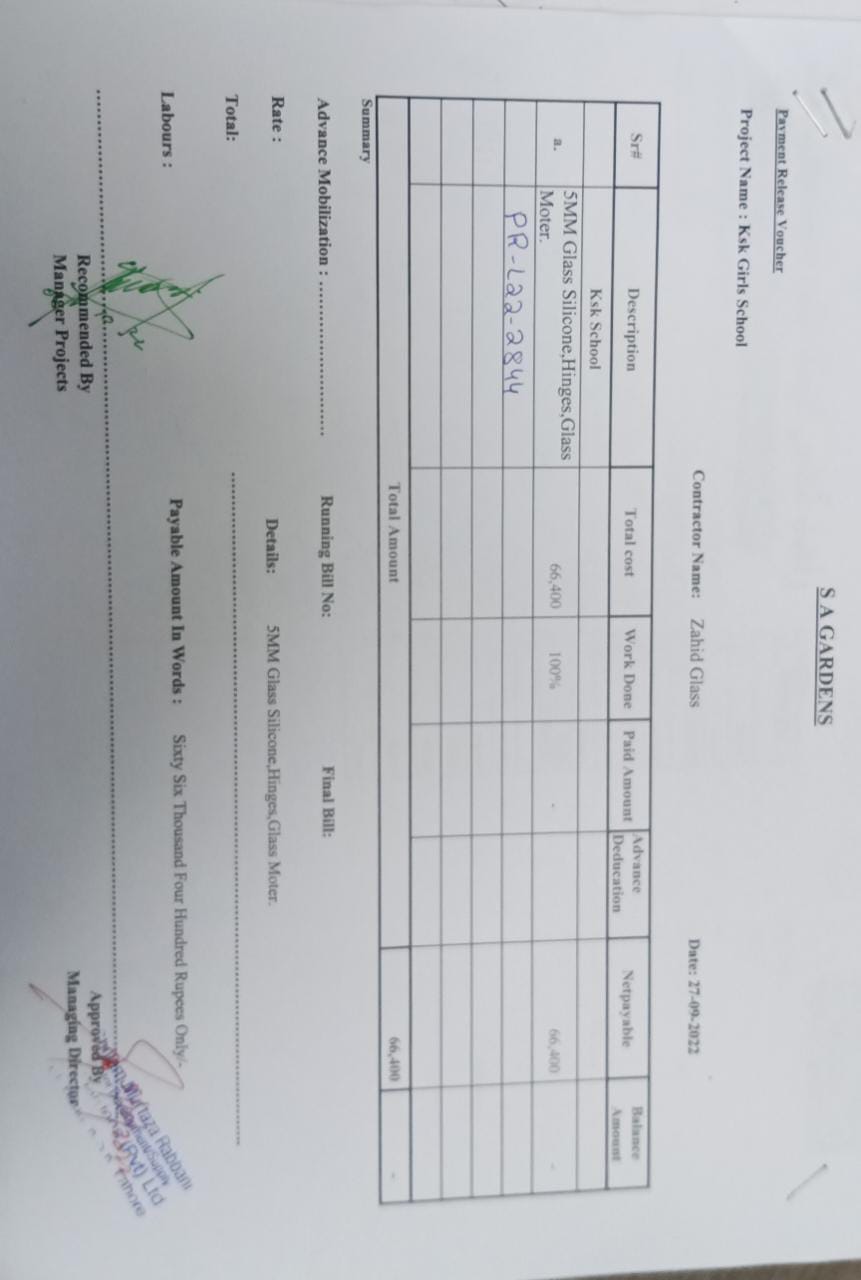 S A GARDENS
Payment Release Voucher
Project Name : Ksk Girls School
Contractor Name: Zahid Glass
Date: 27-09-2022
Sr# Description Total cost Work Done Paid Amount Advance Deducation Netpayable Balance Amount
Ksk School
a. 5MM Glass Silicone,Hinges,Glass Moter. 66,400 100% - 66,400 -
PR-L22-2844
Total Amount 66,400 -
Summary
Advance Mobilization : ........................... Running Bill No: Final Bill:
Rate : Details: 5MM Glass Silicone,Hinges,Glass Moter.
Total:
Labours : Payable Amount In Words : Sixty Six Thousand Four Hundred Rupees Only/-
Recommended By
Manager Projects
Approved By
Managing Director
Murtaza Rabbani
(Pvt) Ltd